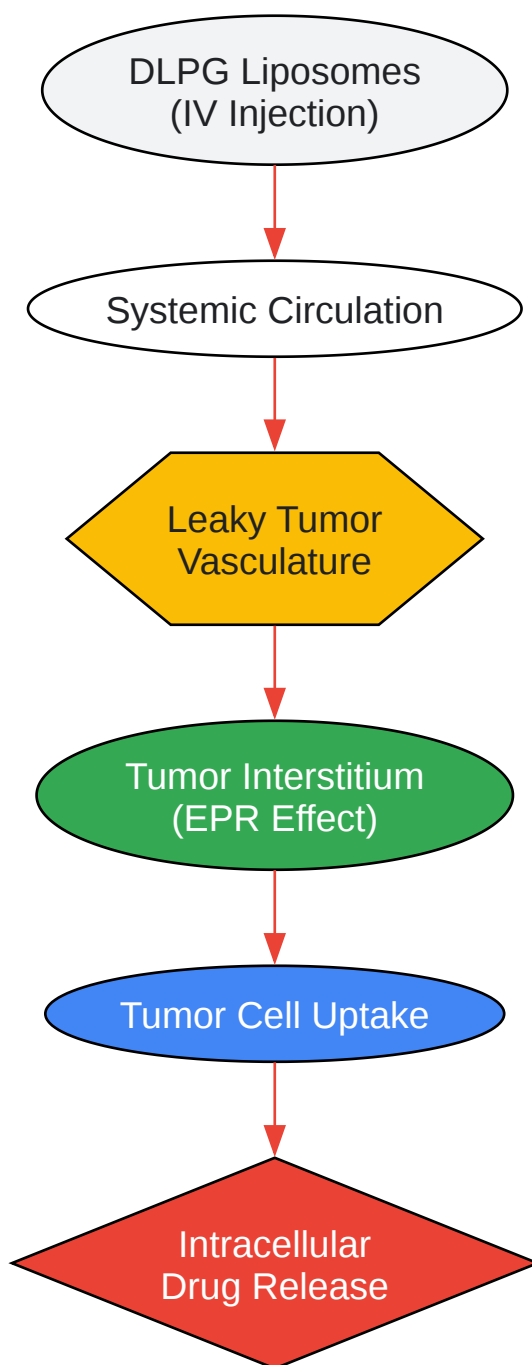 DLPG Liposomes
(IV Injection)
Systemic Circulation
Leaky Tumor
Vasculature
Tumor Interstitium
(EPR Effect)
Tumor Cell Uptake
Intracellular
Drug Release